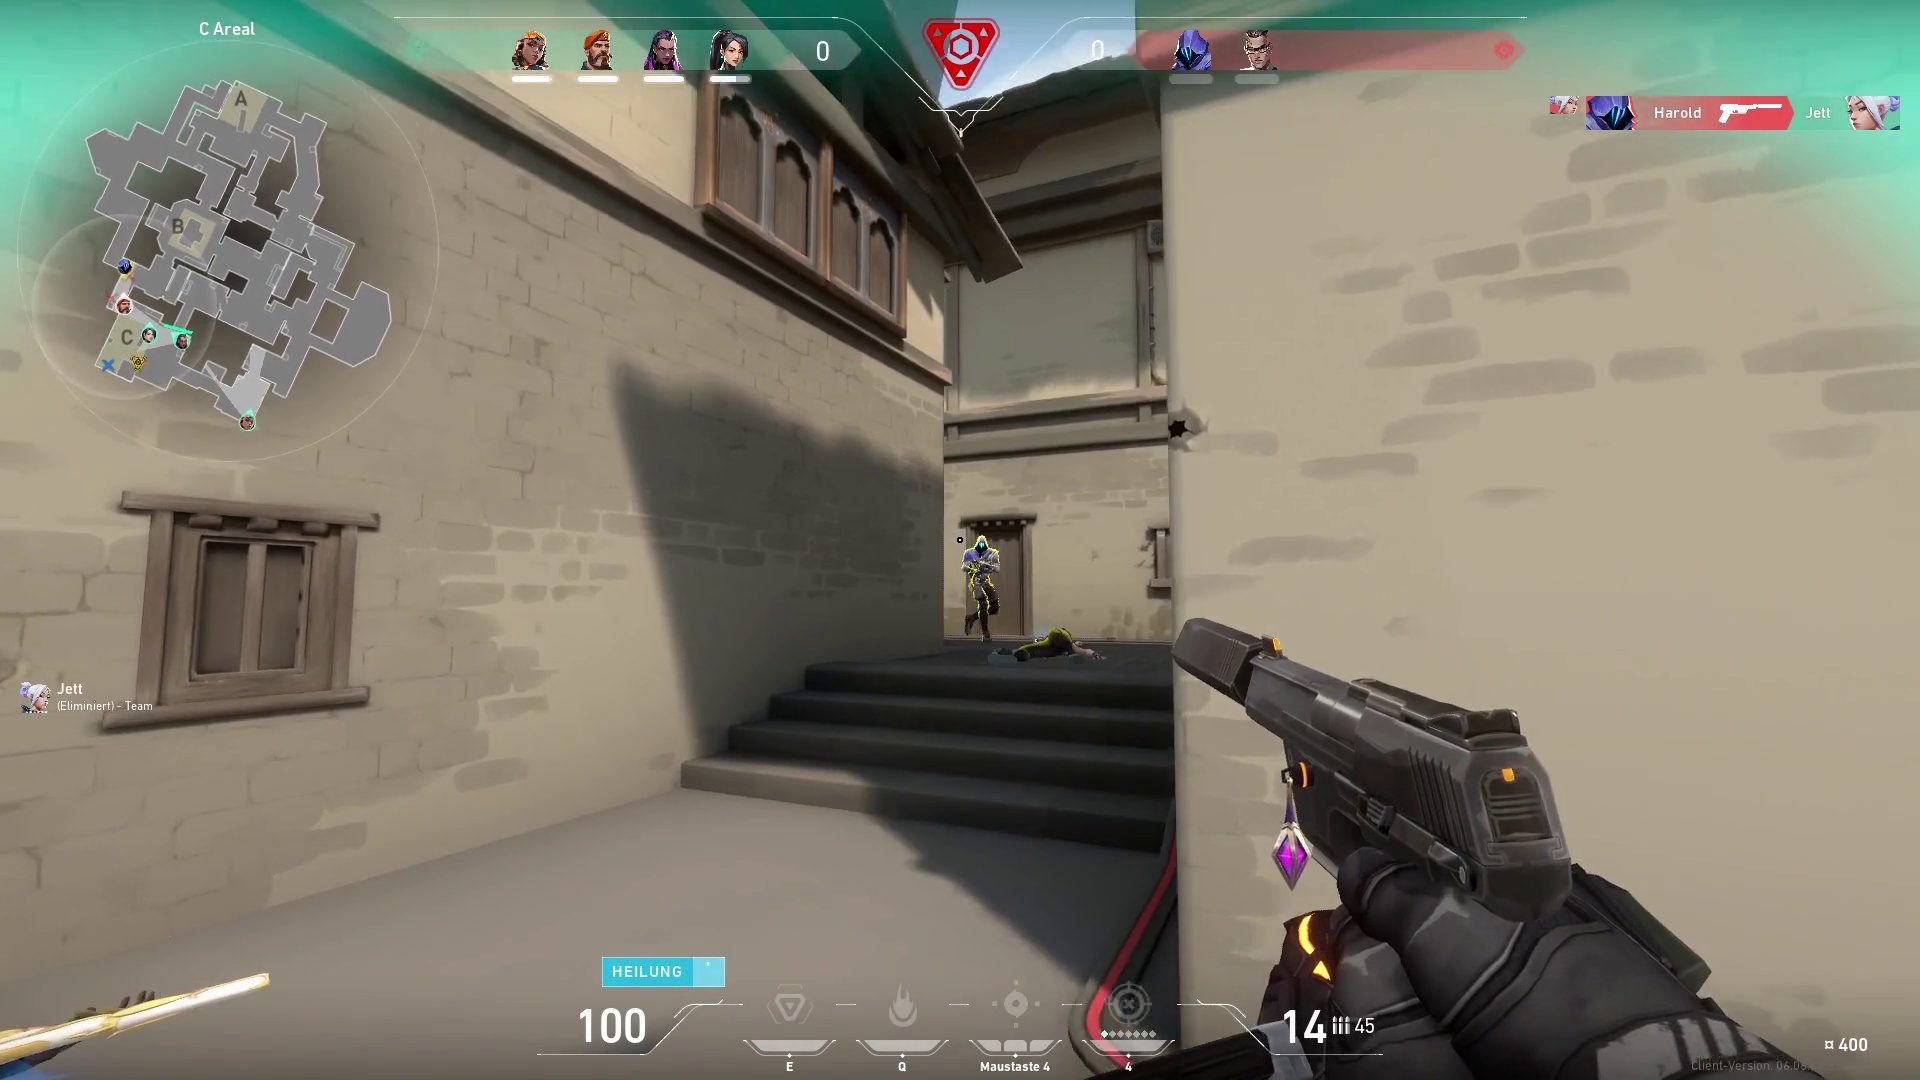 C Areal
0
0
A
Harold
Jett
B
C
Jett
(Eliminiert) - Team
HEILUNG
100
14
45
¤ 400
E
Q
Maustaste 4
4